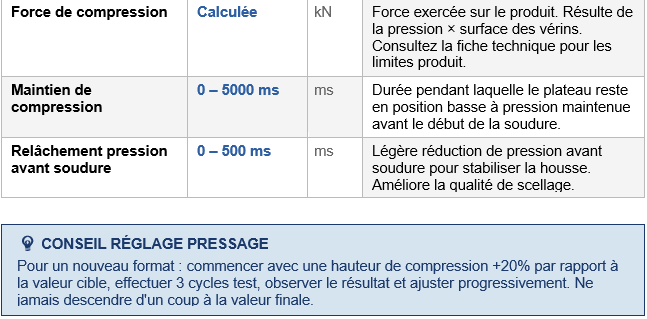 Force de compression
Calculée
kN
Force exercée sur le produit. Résulte de
la pression × surface des vérins.
Consultez la fiche technique pour les
limites produit.
Maintien de
compression
0 – 5000 ms
ms
Durée pendant laquelle le plateau reste
en position basse à pression maintenue
avant le début de la soudure.
Relâchement pression
avant soudure
0 – 500 ms
ms
Légère réduction de pression avant
soudure pour stabiliser la housse.
Améliore la qualité de scellage.
CONSEIL RÉGLAGE PRESSAGE
Pour un nouveau format : commencer avec une hauteur de compression +20% par rapport à
la valeur cible, effectuer 3 cycles test, observer le résultat et ajuster progressivement. Ne
jamais descendre d'un coup à la valeur finale.